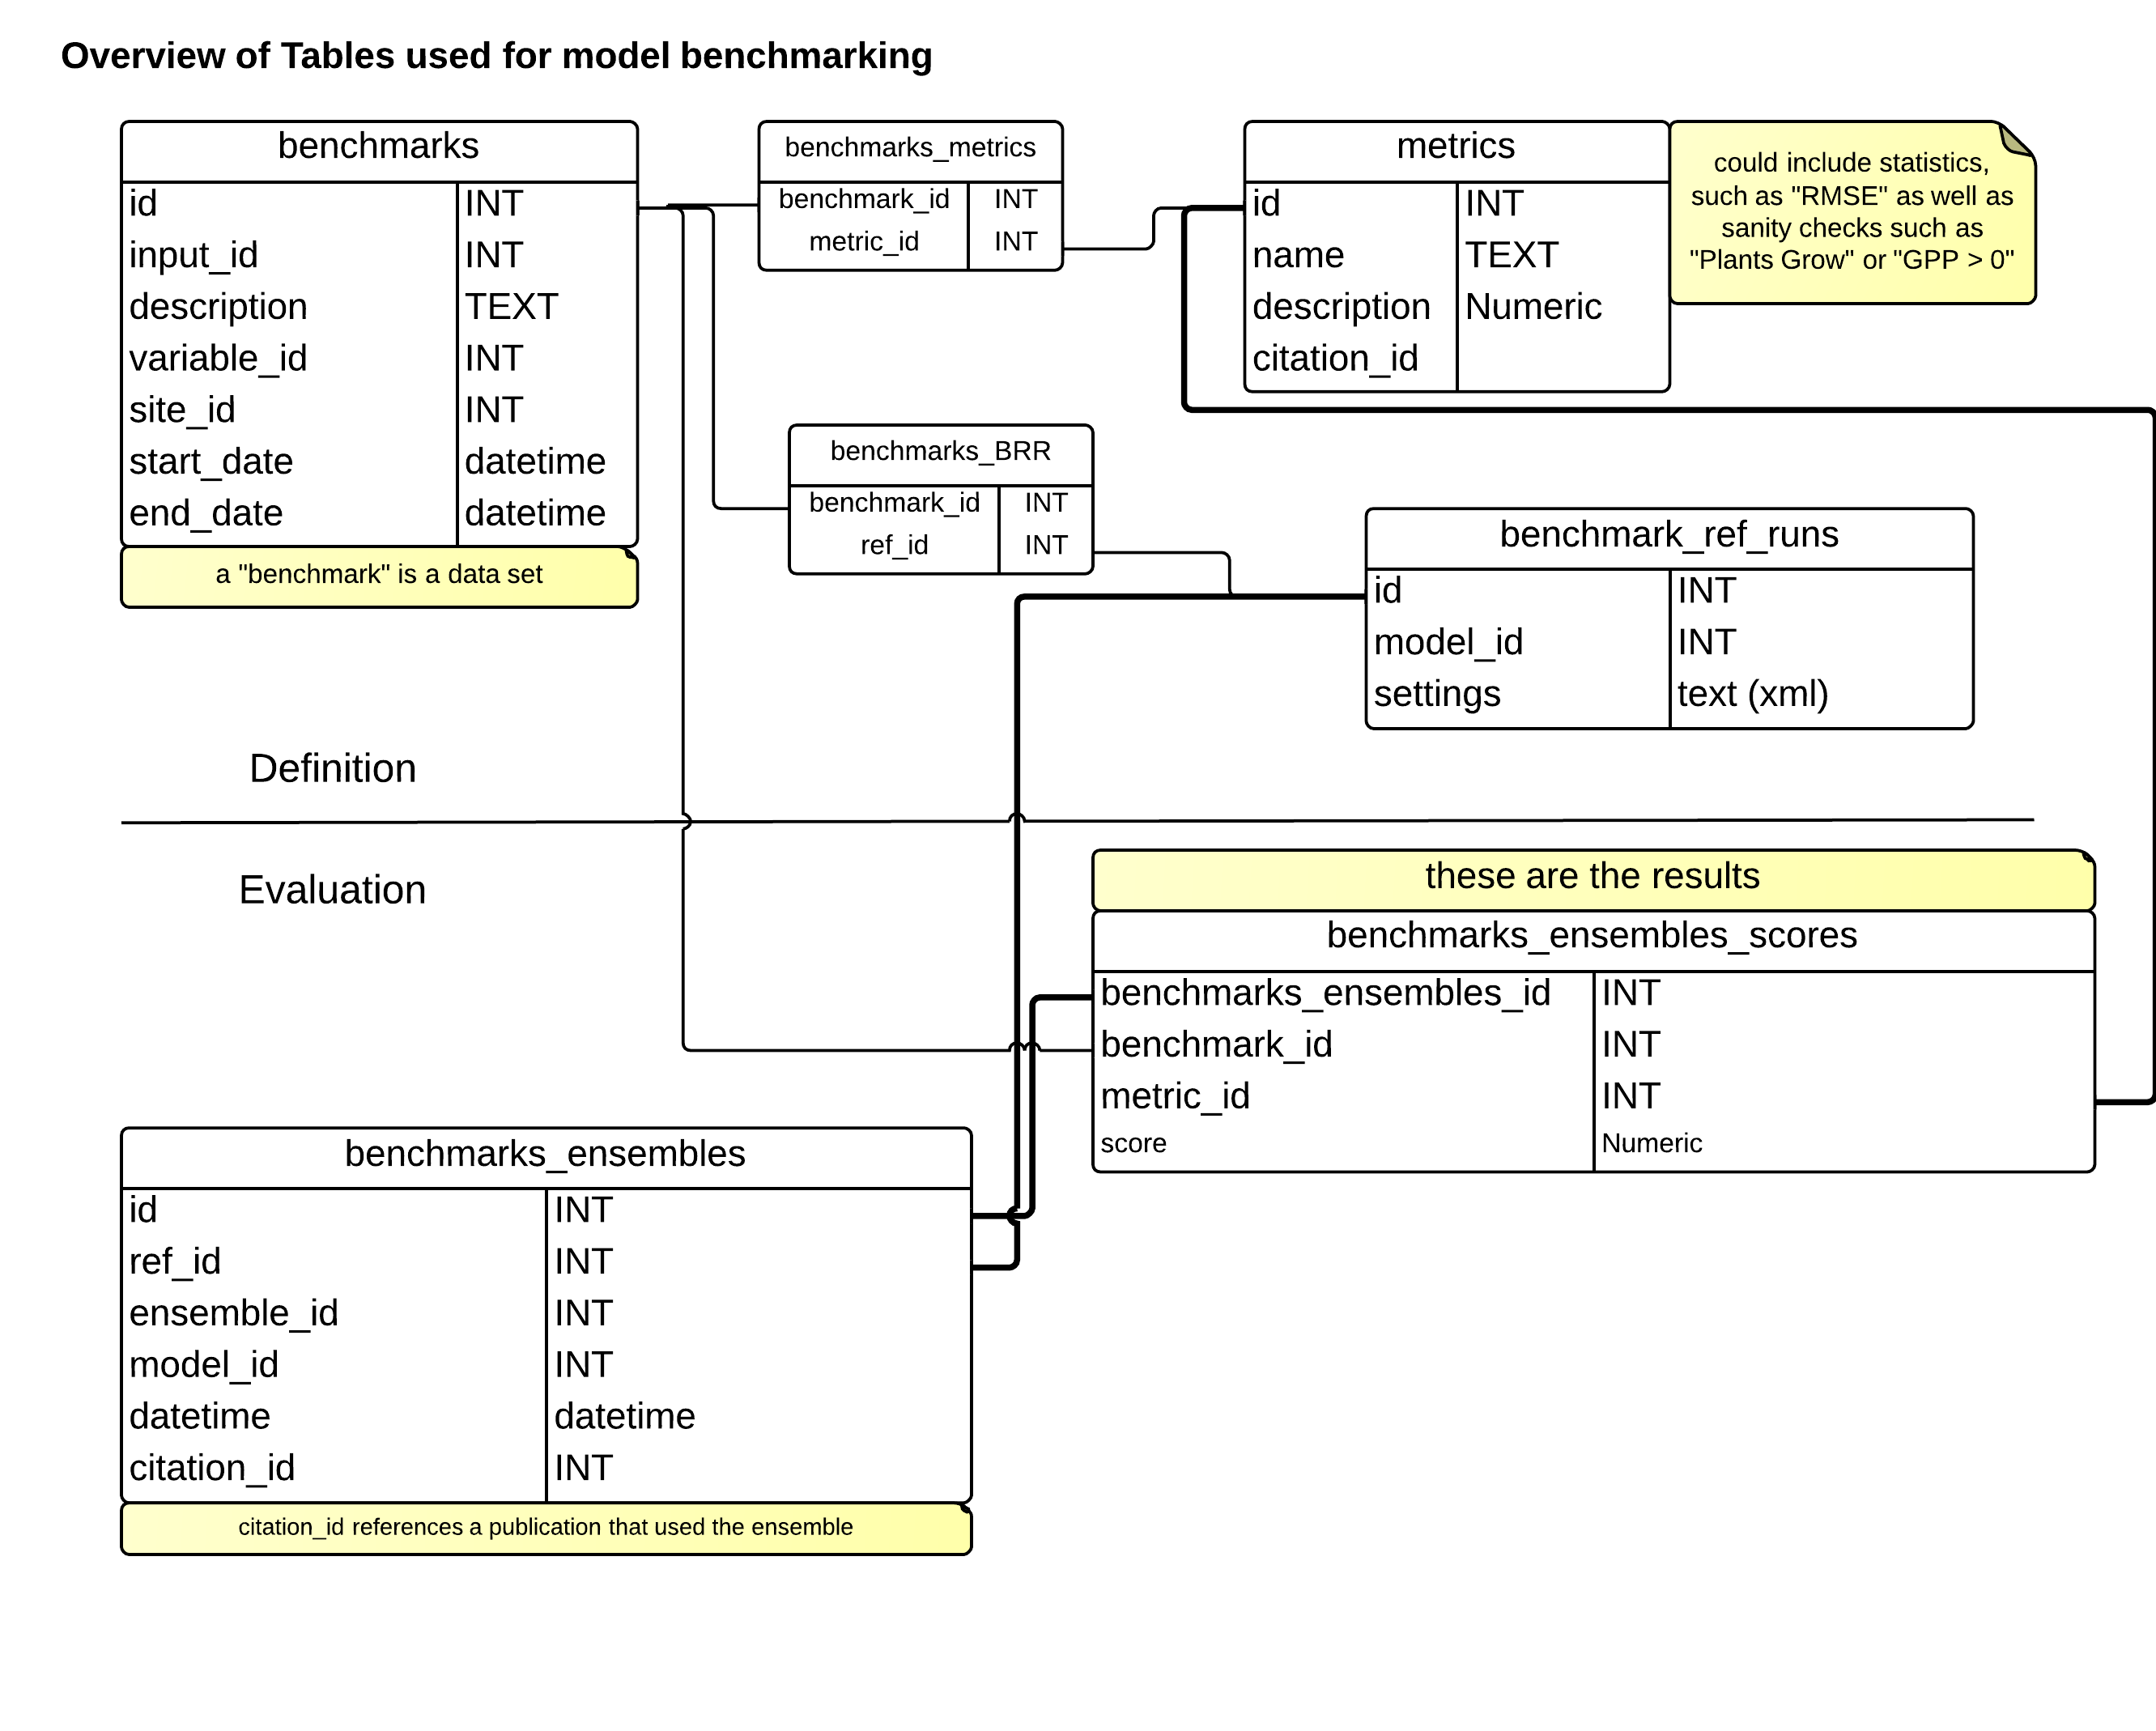 Overview of Tables used for model benchmarking
benchmarks
id INT
input_id INT
description TEXT
variable_id INT
site_id INT
start_date datetime
end_date datetime
a "benchmark" is a data set
benchmarks_metrics
benchmark_id INT
metric_id INT
metrics
id INT
name TEXT
description Numeric
citation_id
could include statistics,
such as "RMSE" as well as
sanity checks such as
"Plants Grow" or "GPP > 0"
benchmarks_BRR
benchmark_id INT
ref_id INT
benchmark_ref_runs
id INT
model_id INT
settings text (xml)
Definition
Evaluation
these are the results
benchmarks_ensembles_scores
benchmarks_ensembles_id INT
benchmark_id INT
metric_id INT
score Numeric
benchmarks_ensembles
id INT
ref_id INT
ensemble_id INT
model_id INT
datetime datetime
citation_id INT
citation_id references a publication that used the ensemble